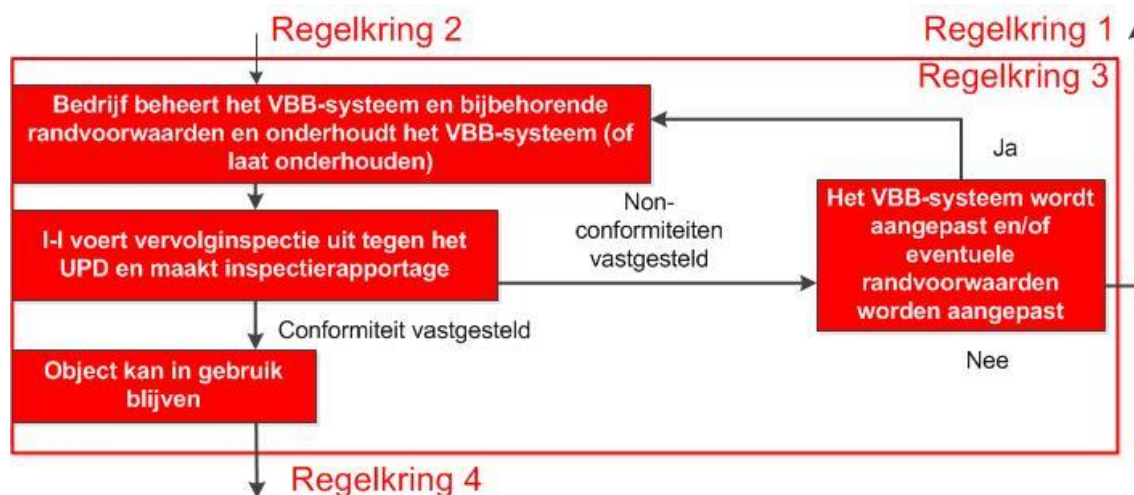 Regelkring 2
Regelkring 1
Regelkring 3
Bedrijf beheert het VBB-systeem en bijbehorende
randvoorwaarden en onderhoudt het VBB-systeem (of
laat onderhouden)
Ja
Non-
conformiteiten
vastgesteld
Het VBB-systeem wordt
aangepast en/of
eventuele
randvoorwaarden
worden aangepast
I-I voert vervolginspectie uit tegen het
UPD en maakt inspectierapportage
Conformiteit vastgesteld
Nee
Object kan in gebruik
blijven
Regelkring 4